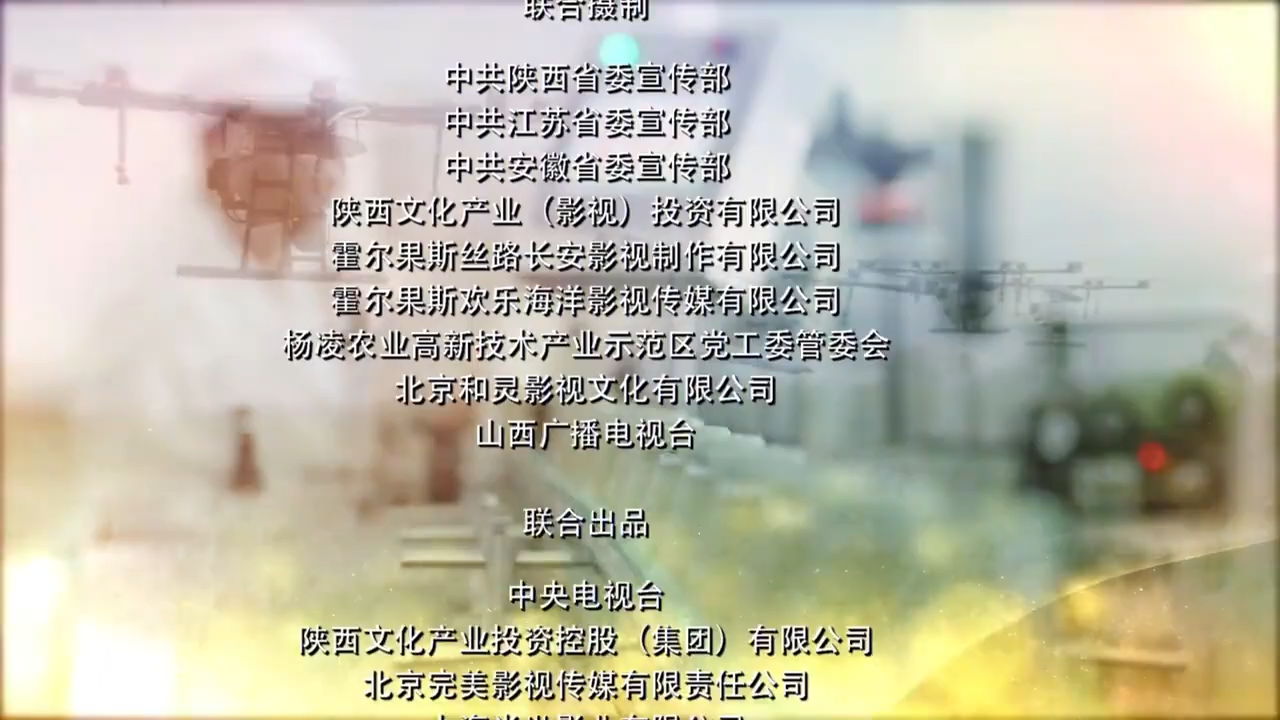 联合摄制
中共陕西省委宣传部
中共江苏省委宣传部
中共安徽省委宣传部
陕西文化产业（影视）投资有限公司
霍尔果斯丝路长安影视制作有限公司
霍尔果斯欢乐海洋影视传媒有限公司
杨凌农业高新技术产业示范区党工委管委会
北京和灵影视文化有限公司
山西广播电视台
联合出品
中央电视台
陕西文化产业投资控股（集团）有限公司
北京完美影视传媒有限责任公司